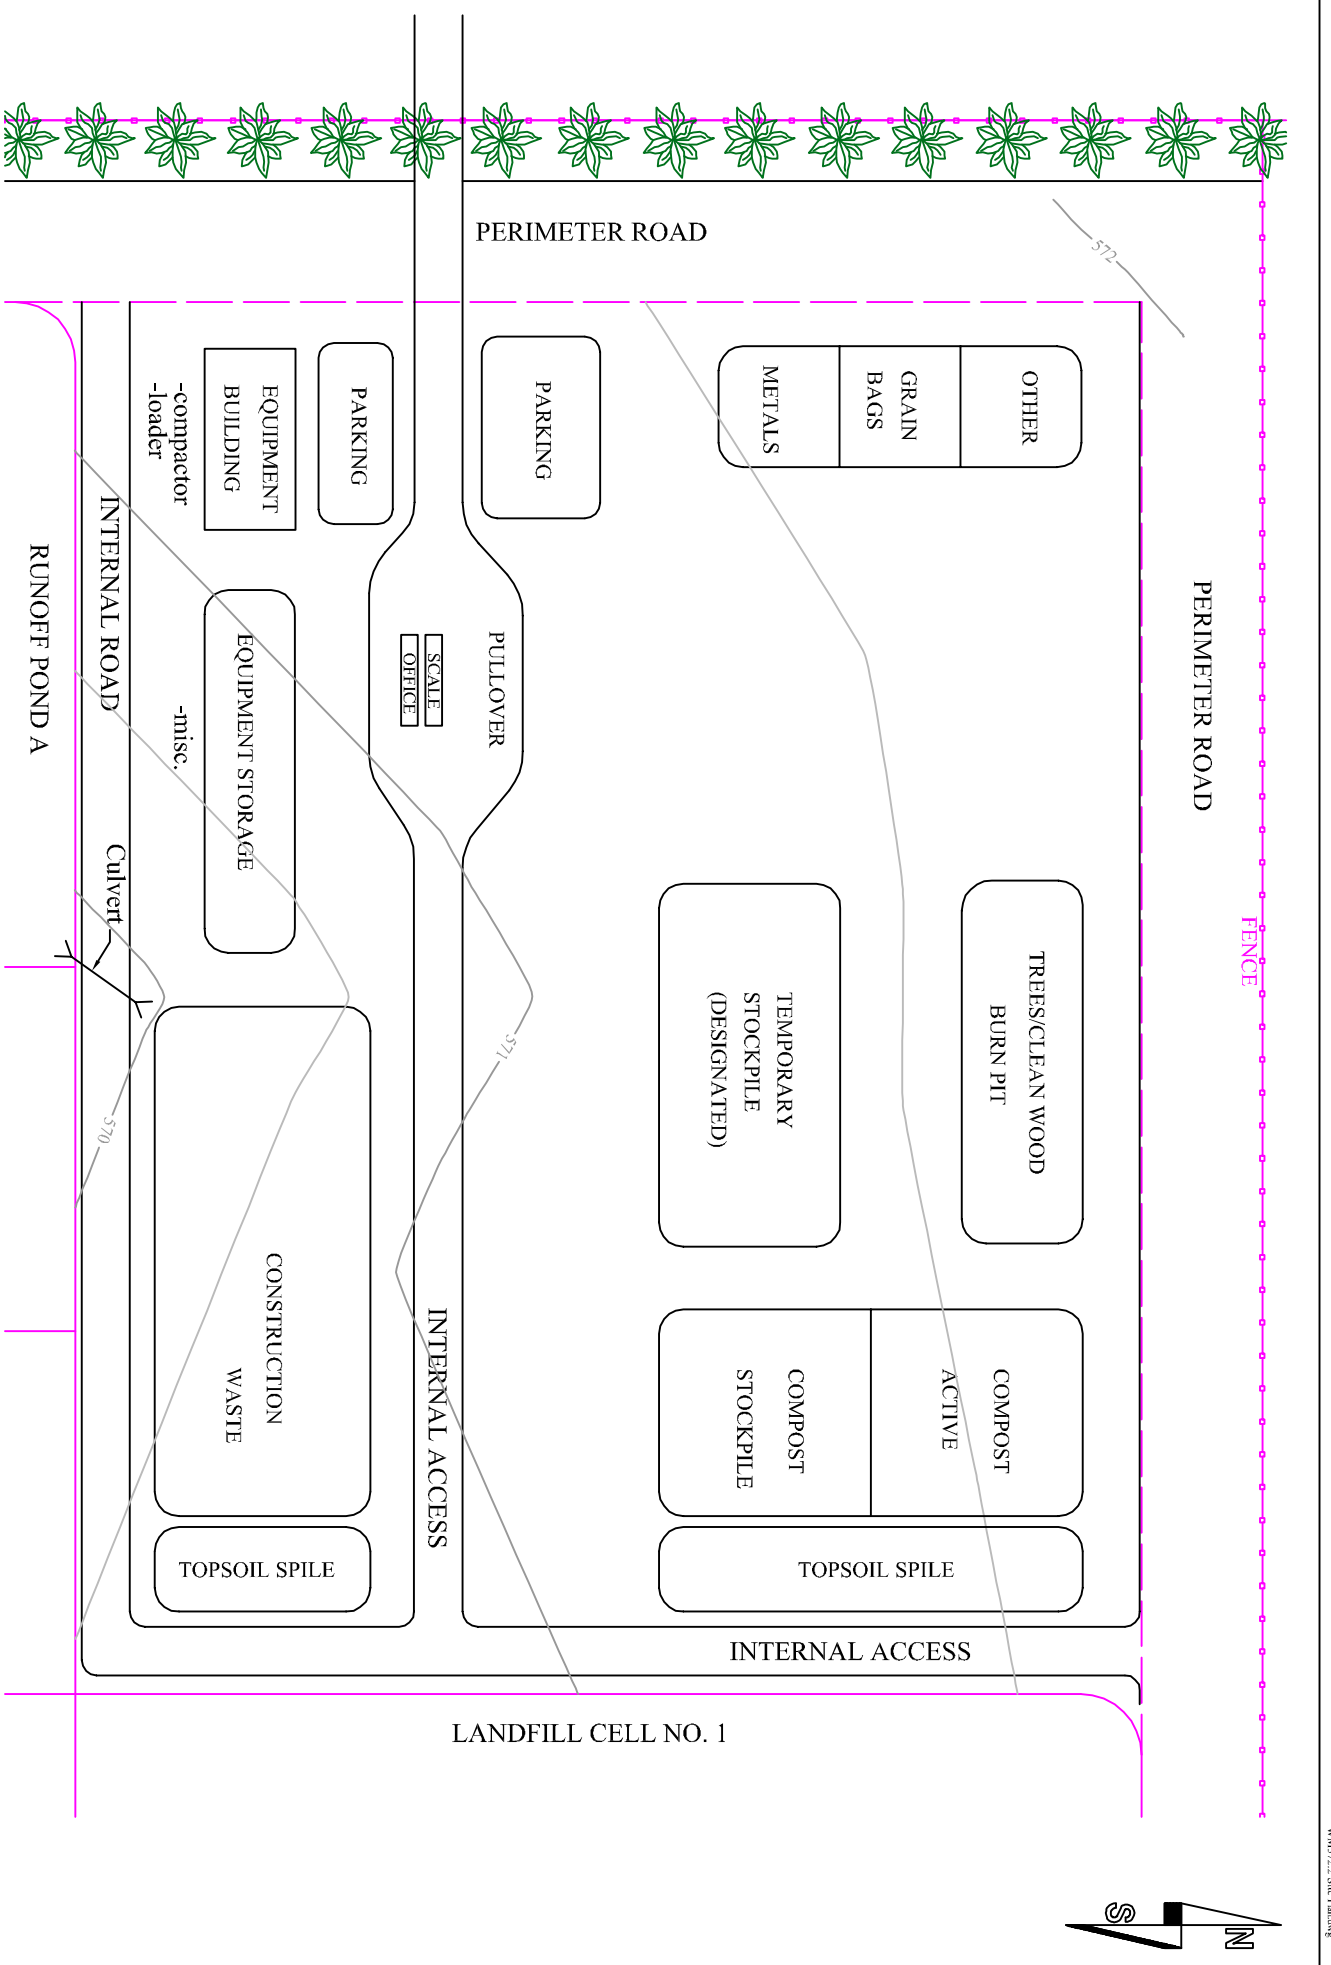 PERIMETER ROAD
572
METALS
GRAIN
BAGS
OTHER
PARKING
PARKING
EQUIPMENT
BUILDING
-compactor
-loader
INTERNAL ROAD
RUNOFF POND A
EQUIPMENT STORAGE
-misc.
SCALE
OFFICE
PULLOVER
PERIMETER ROAD
FENCE
Culvert
TREES/CLEAN WOOD
BURN PIT
TEMPORARY
STOCKPILE
(DESIGNATED)
571
570
CONSTRUCTION
WASTE
INTERNAL ACCESS
COMPOST
STOCKPILE
COMPOST
ACTIVE
TOPSOIL SPILE
TOPSOIL SPILE
INTERNAL ACCESS
LANDFILL CELL NO. 1
S
N